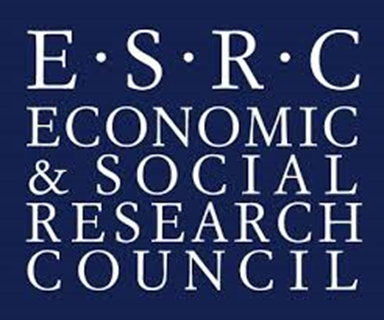 E·S·R·C
ECONOMIC
& SOCIAL
RESEARCH
COUNCIL